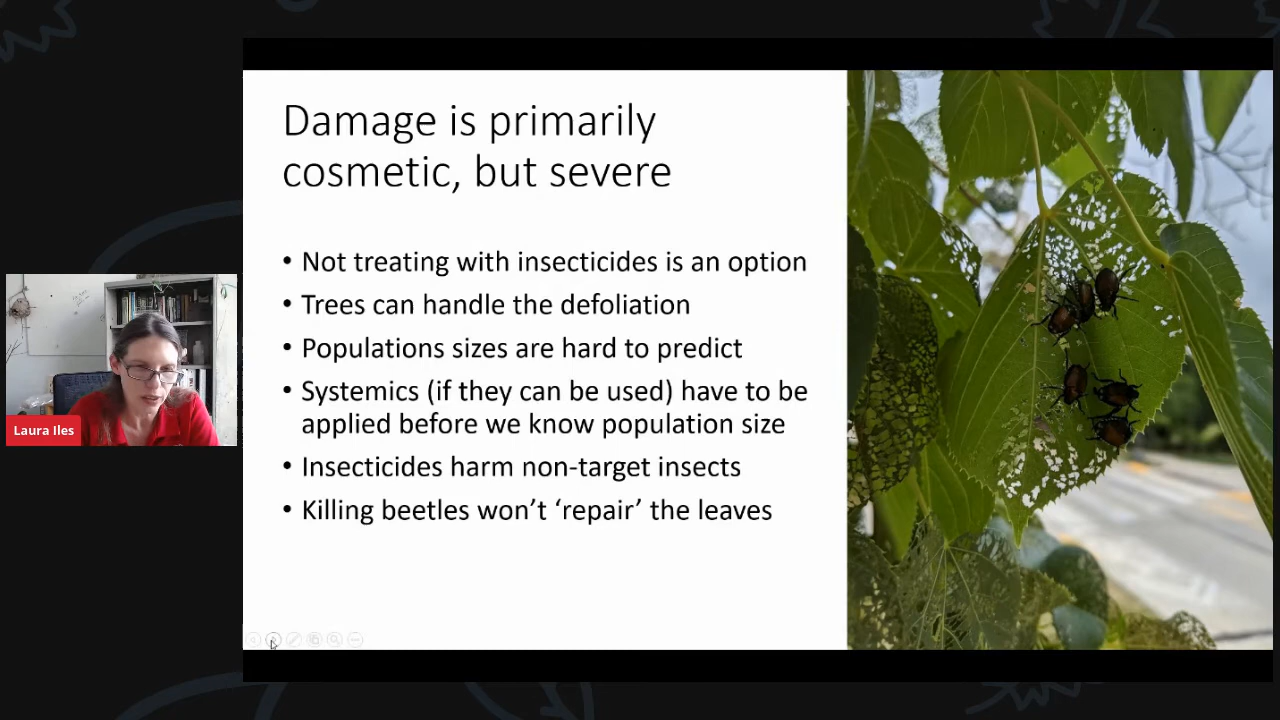 Damage is primarily
cosmetic, but severe
• Not treating with insecticides is an option
• Trees can handle the defoliation
• Populations sizes are hard to predict
• Systemics (if they can be used) have to be
applied before we know population size
• Insecticides harm non-target insects
• Killing beetles won’t ‘repair’ the leaves
Laura Iles